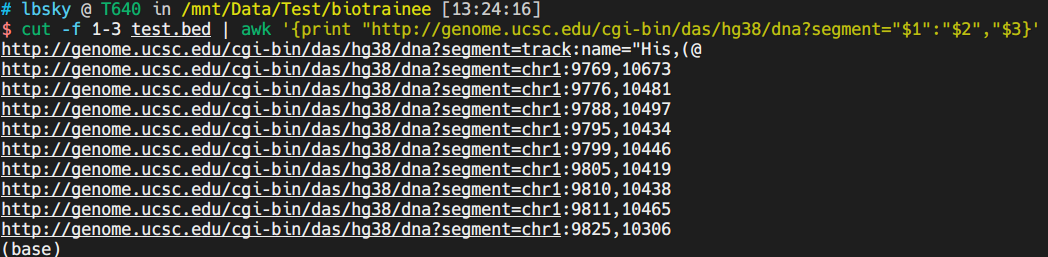 # lbsky @ T640 in /mnt/Data/Test/biotrainee [13:24:16]
$ cut -f 1-3 test.bed | awk '{print "http://genome.ucsc.edu/cgi-bin/das/hg38/dna?segment="$1":"$2","$3}'
http://genome.ucsc.edu/cgi-bin/das/hg38/dna?segment=track:name="His,(@
http://genome.ucsc.edu/cgi-bin/das/hg38/dna?segment=chr1:9769,10673
http://genome.ucsc.edu/cgi-bin/das/hg38/dna?segment=chr1:9776,10481
http://genome.ucsc.edu/cgi-bin/das/hg38/dna?segment=chr1:9788,10497
http://genome.ucsc.edu/cgi-bin/das/hg38/dna?segment=chr1:9795,10434
http://genome.ucsc.edu/cgi-bin/das/hg38/dna?segment=chr1:9799,10446
http://genome.ucsc.edu/cgi-bin/das/hg38/dna?segment=chr1:9805,10419
http://genome.ucsc.edu/cgi-bin/das/hg38/dna?segment=chr1:9810,10438
http://genome.ucsc.edu/cgi-bin/das/hg38/dna?segment=chr1:9811,10465
http://genome.ucsc.edu/cgi-bin/das/hg38/dna?segment=chr1:9825,10306
(base)